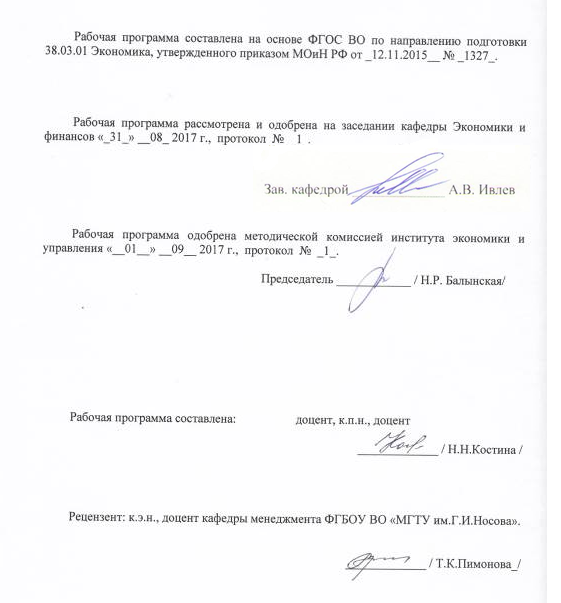 Рабочая программа составлена на основе ФГОС ВО по направлению подготовки
38.03.01 Экономика, утвержденного приказом МОиН РФ от _12.11.2015__ № _1327_.
Рабочая программа рассмотрена и одобрена на заседании кафедры Экономики и
финансов «_31_» __08_ 2017 г., протокол № 1 .
Зав. кафедрой ______________ А.В. Ивлев
Рабочая программа одобрена методической комиссией института экономики и
управления «__01__» __09__ 2017 г., протокол № _1_.
Председатель _____________ / Н.Р. Балынская/
Рабочая программа составлена: доцент, к.п.н., доцент
_____________ / Н.Н.Костина /
Рецензент: к.э.н., доцент кафедры менеджмента ФГБОУ ВО «МГТУ им.Г.И.Носова».
_____________ / Т.К.Пимонова_/